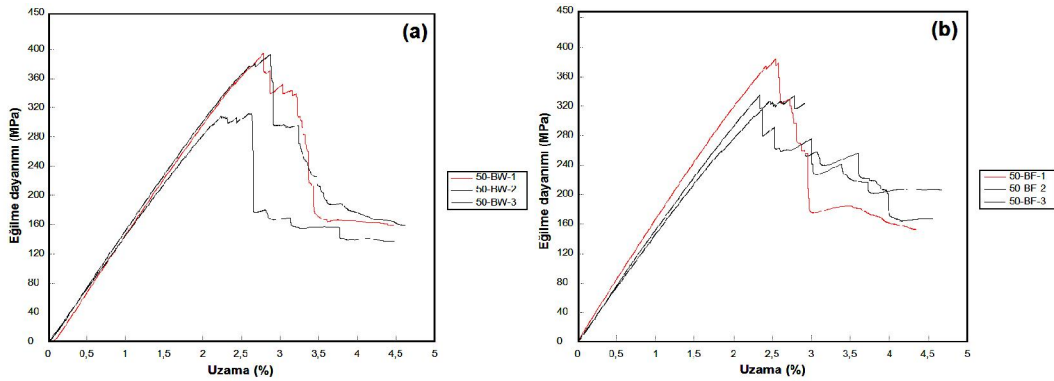 (a)
Eğilme dayanımı (MPa)
450
400
360
320
280
240
200
160
120
80
40
0
0 0,5 1 1,5 2 2,5 3 3,5 4 4,5 5
Uzama (%)
50-BW-1
50-BW-2
50-BW-3
(b)
Eğilme dayanımı (MPa)
450
400
360
320
280
240
200
160
120
80
40
0
0 0,5 1 1,5 2 2,5 3 3,5 4 4,5 5
Uzama (%)
50-BF-1
50 BF 2
50-BF-3